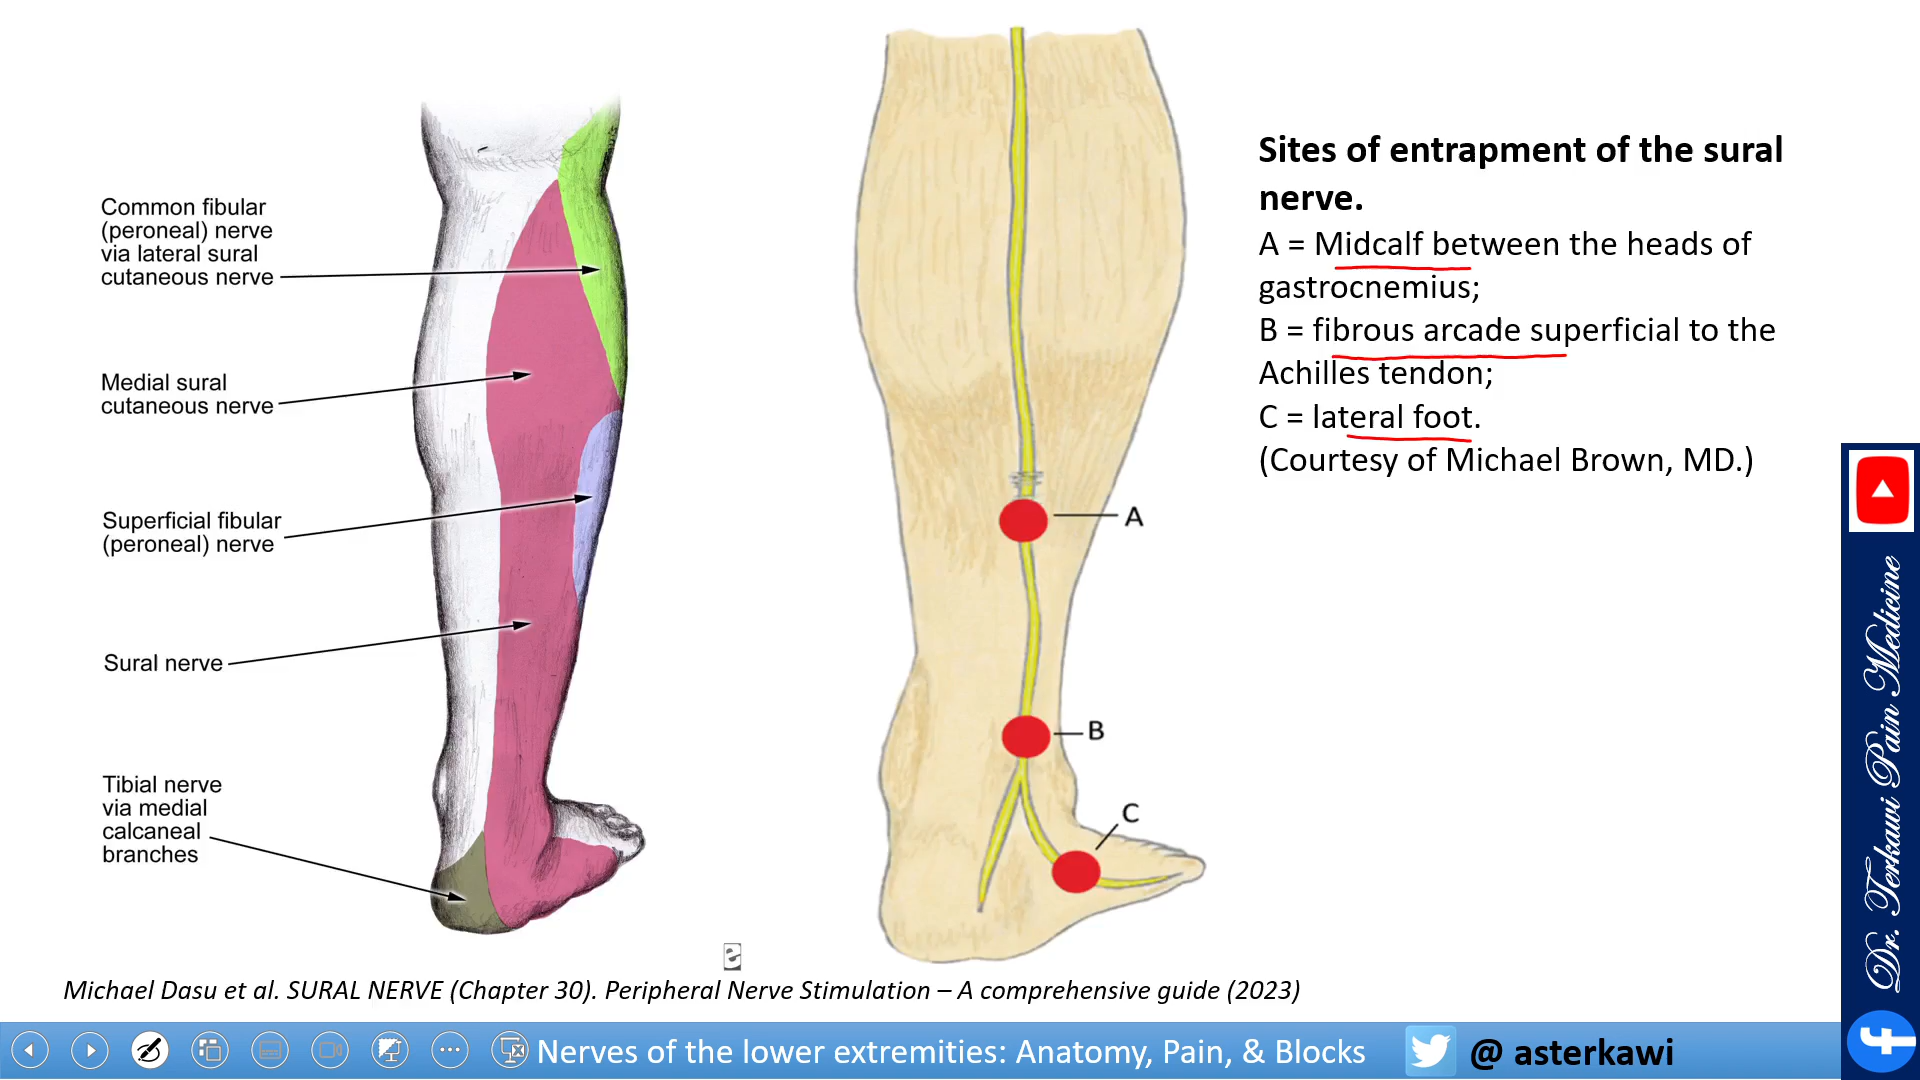 Common fibular
(peroneal) nerve
via lateral sural
cutaneous nerve
Medial sural
cutaneous nerve
Superficial fibular
(peroneal) nerve
Sural nerve
Tibial nerve
via medial
calcaneal
branches
A
B
C
Sites of entrapment of the sural
nerve.
A = Midcalf between the heads of
gastrocnemius;
B = fibrous arcade superficial to the
Achilles tendon;
C = lateral foot.
(Courtesy of Michael Brown, MD.)
Dr. Terkawi Pain Medicine
Michael Dasu et al. SURAL NERVE (Chapter 30). Peripheral Nerve Stimulation – A comprehensive guide (2023)
Nerves of the lower extremities: Anatomy, Pain, & Blocks
@ asterkawi